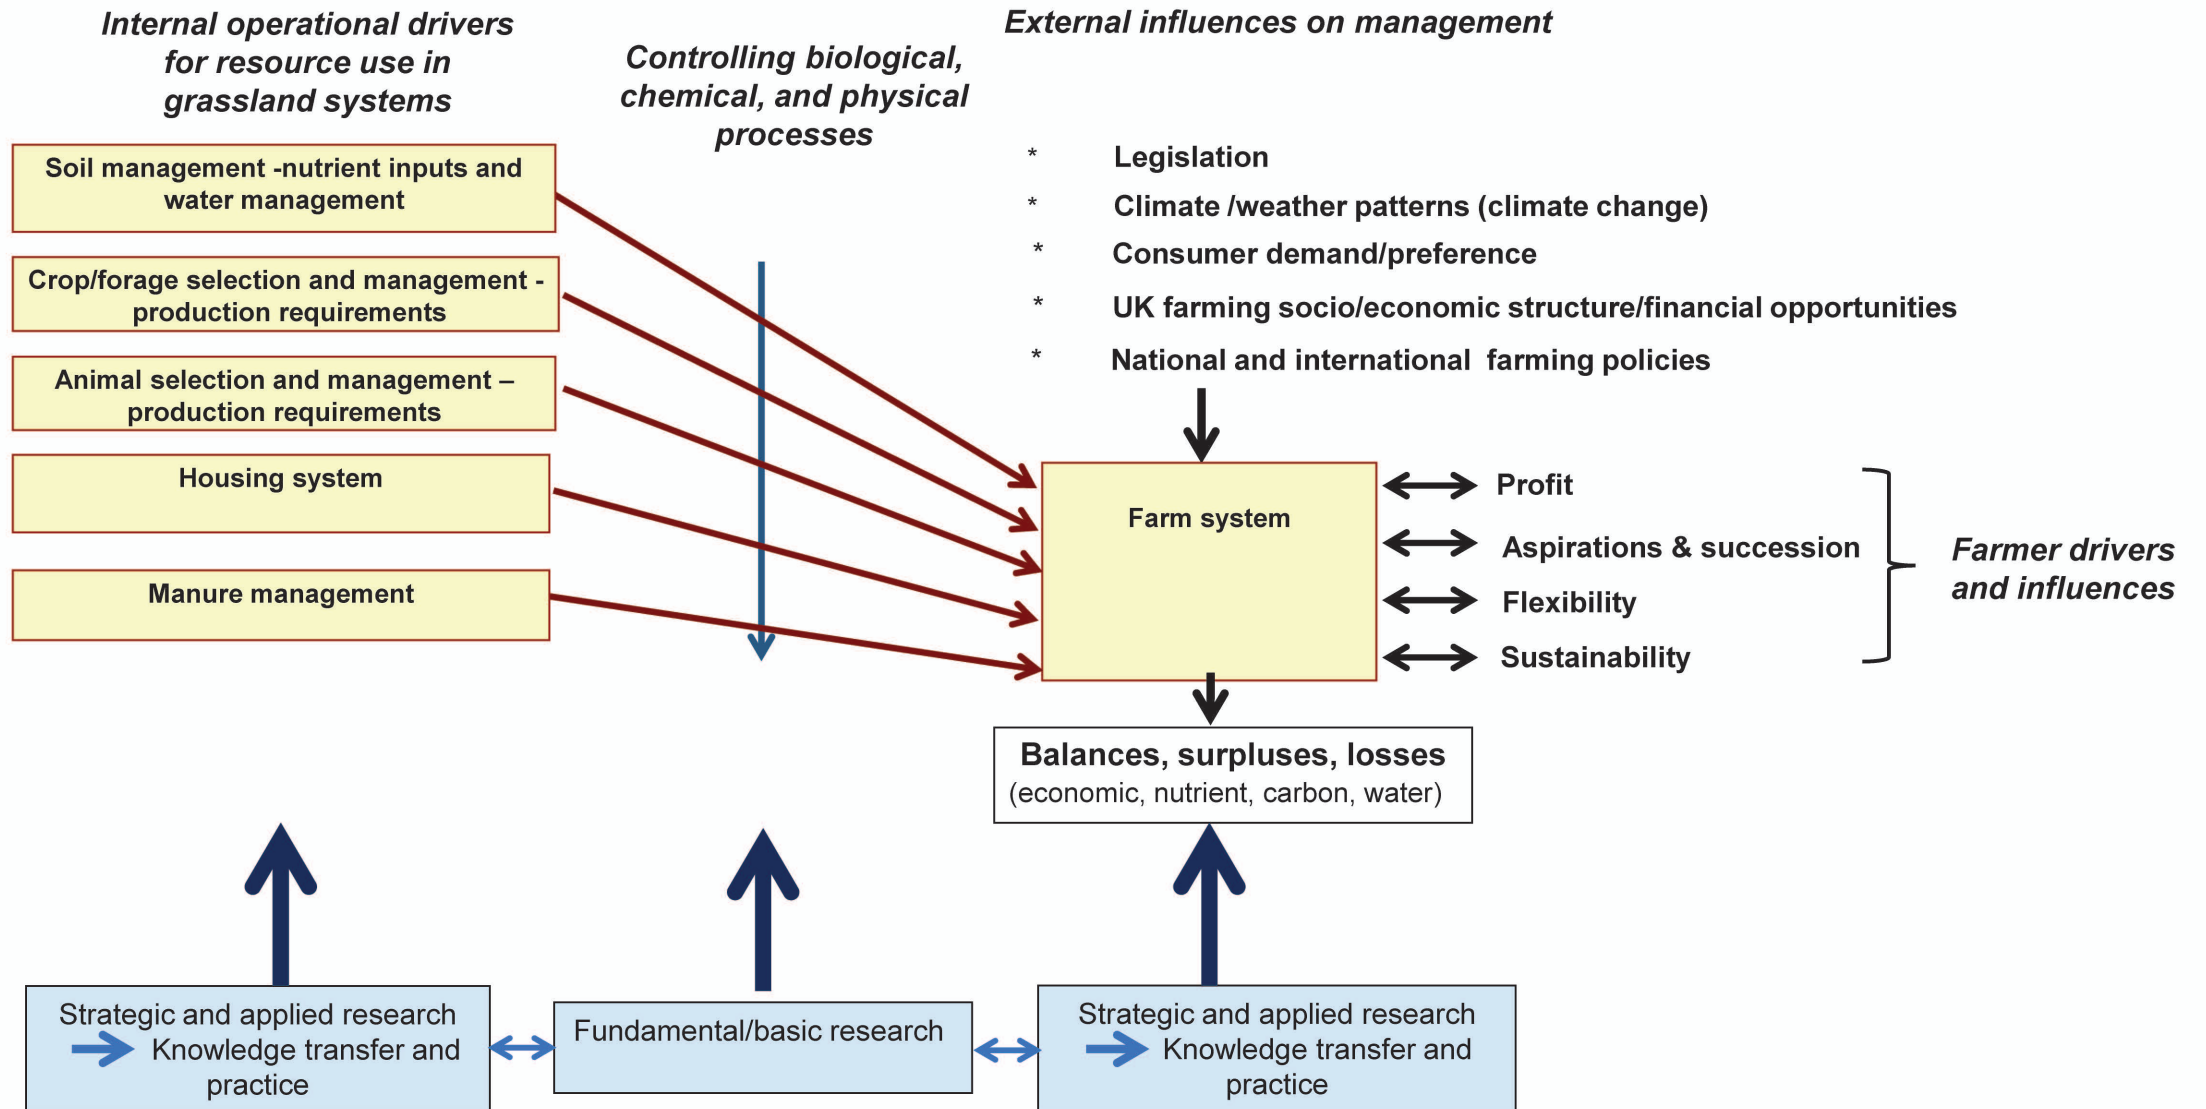 Internal operational drivers
for resource use in
grassland systems
Controlling biological,
chemical, and physical
processes
External influences on management
Soil management -nutrient inputs and
water management
Crop/forage selection and management -
production requirements
Animal selection and management –
production requirements
Housing system
Manure management
* Legislation
* Climate /weather patterns (climate change)
* Consumer demand/preference
* UK farming socio/economic structure/financial opportunities
* National and international farming policies
Farm system
Profit
Aspirations & succession
Flexibility
Sustainability
Farmer drivers
and influences
Balances, surpluses, losses
(economic, nutrient, carbon, water)
Strategic and applied research
Knowledge transfer and
practice
Fundamental/basic research
Strategic and applied research
Knowledge transfer and
practice